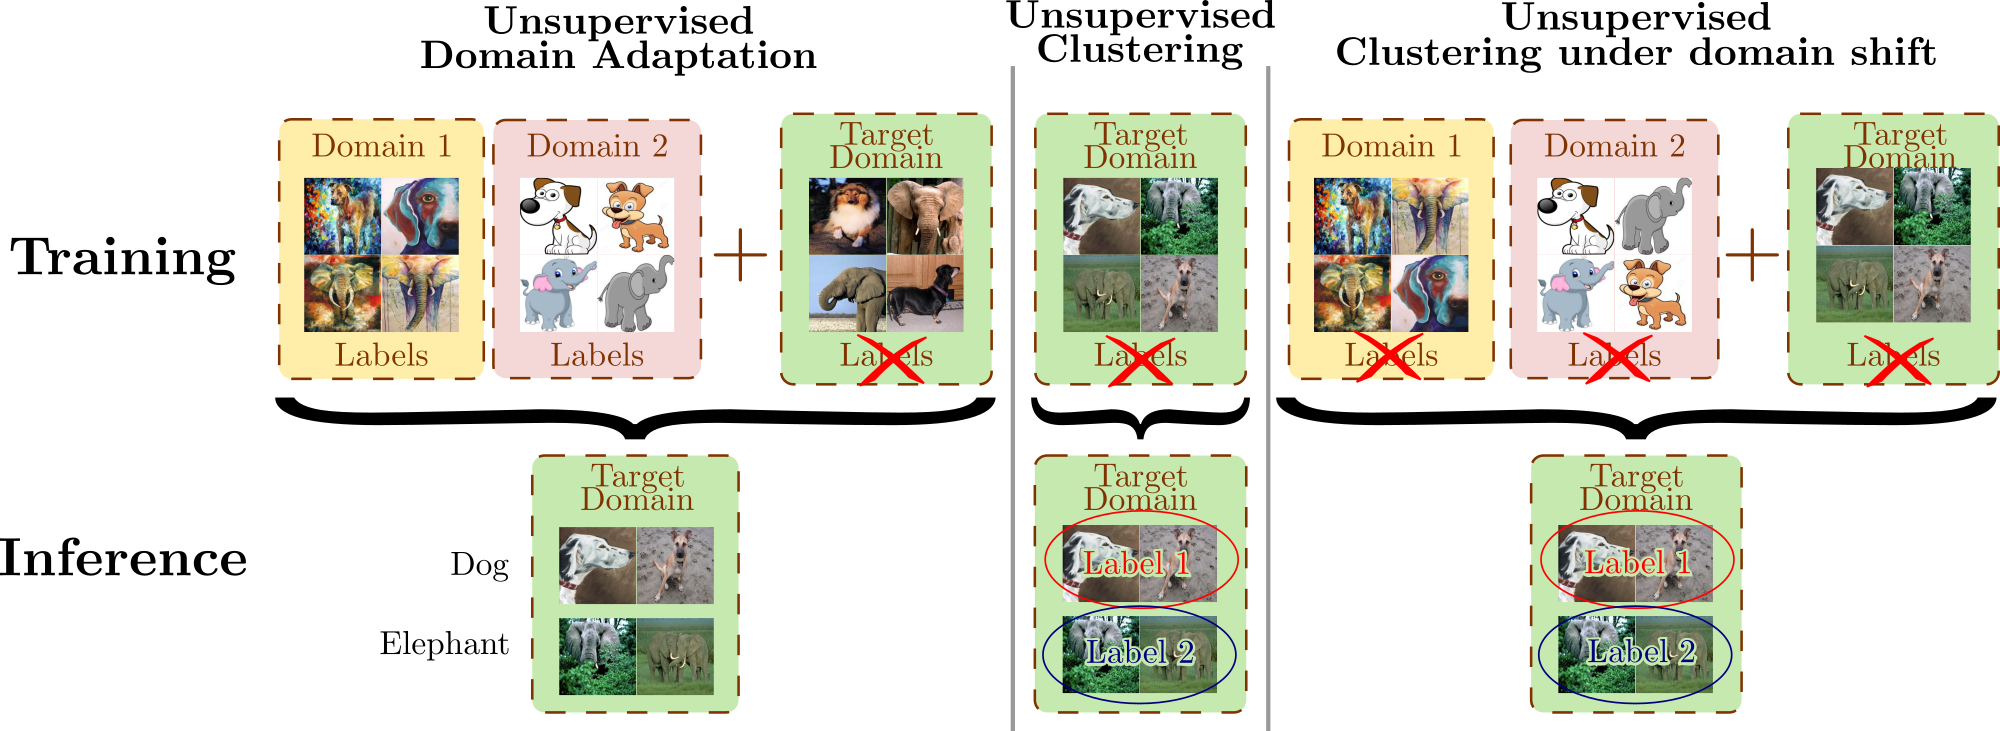 Unsupervised
Domain Adaptation
Unsupervised
Clustering
Unsupervised
Clustering under domain shift
Training
Domain 1
Labels
Domain 2
Labels
Target
Domain
Labels
Target
Domain
Labels
Domain 1
Labels
Domain 2
Labels
Target
Domain
Labels
Inference
Dog
Elephant
Target
Domain
Target
Domain
Label 1
Label 2
Target
Domain
Label 1
Label 2